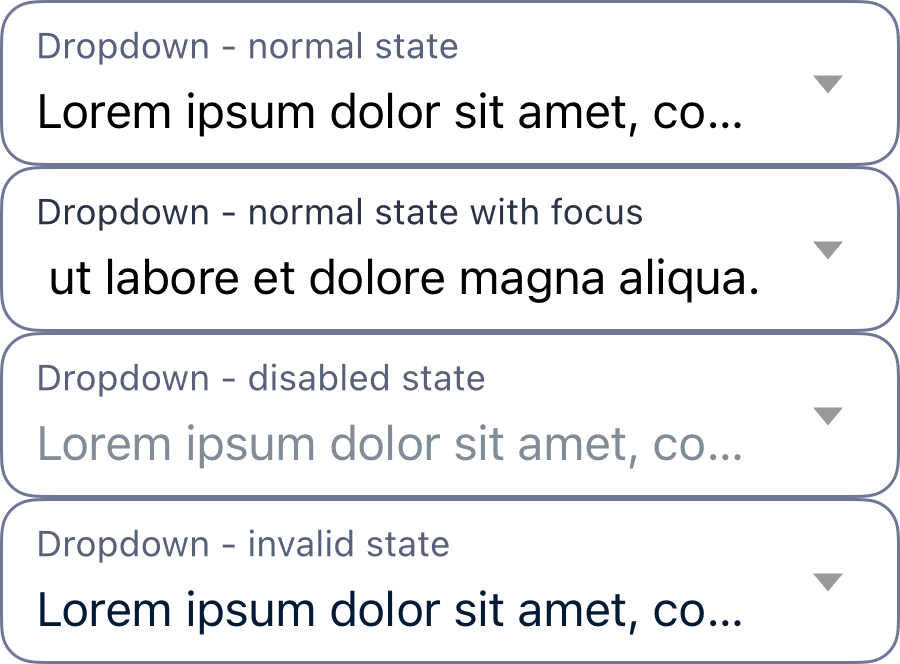 Dropdown - normal state
Lorem ipsum dolor sit amet, co...
Dropdown - normal state with focus
ut labore et dolore magna aliqua.
Dropdown - disabled state
Lorem ipsum dolor sit amet, co...
Dropdown - invalid state
Lorem ipsum dolor sit amet, co...